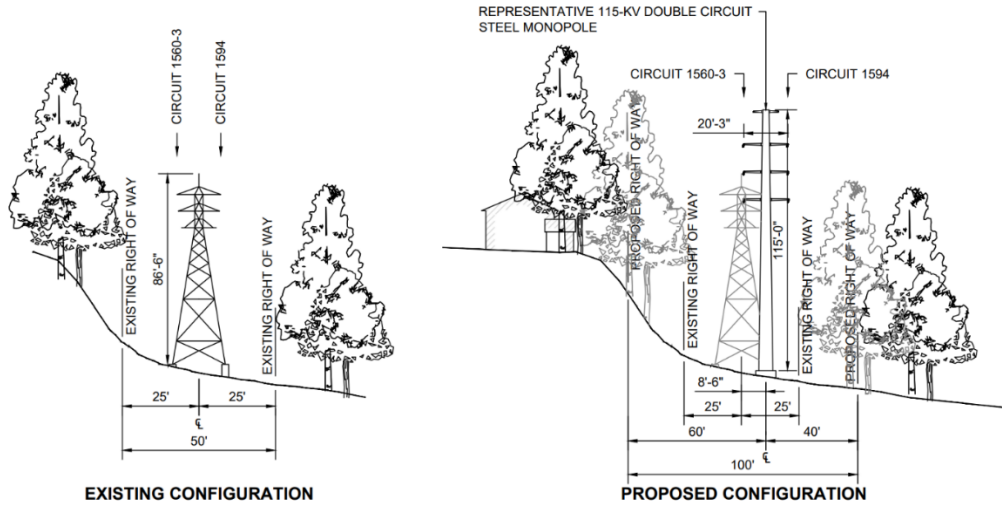 CIRCUIT 1560-3
CIRCUIT 1594
EXISTING RIGHT OF WAY
86'-6"
EXISTING RIGHT OF WAY
25'
25'
℄
50'
EXISTING CONFIGURATION
REPRESENTATIVE 115-KV DOUBLE CIRCUIT
STEEL MONOPOLE
CIRCUIT 1560-3
CIRCUIT 1594
20'-3"
PROPOSED RIGHT OF WAY
EXISTING RIGHT OF WAY
115'-0"
EXISTING RIGHT OF WAY
PROPOSED RIGHT OF WAY
8'-6"
25'
25'
60'
40'
℄
100'
PROPOSED CONFIGURATION